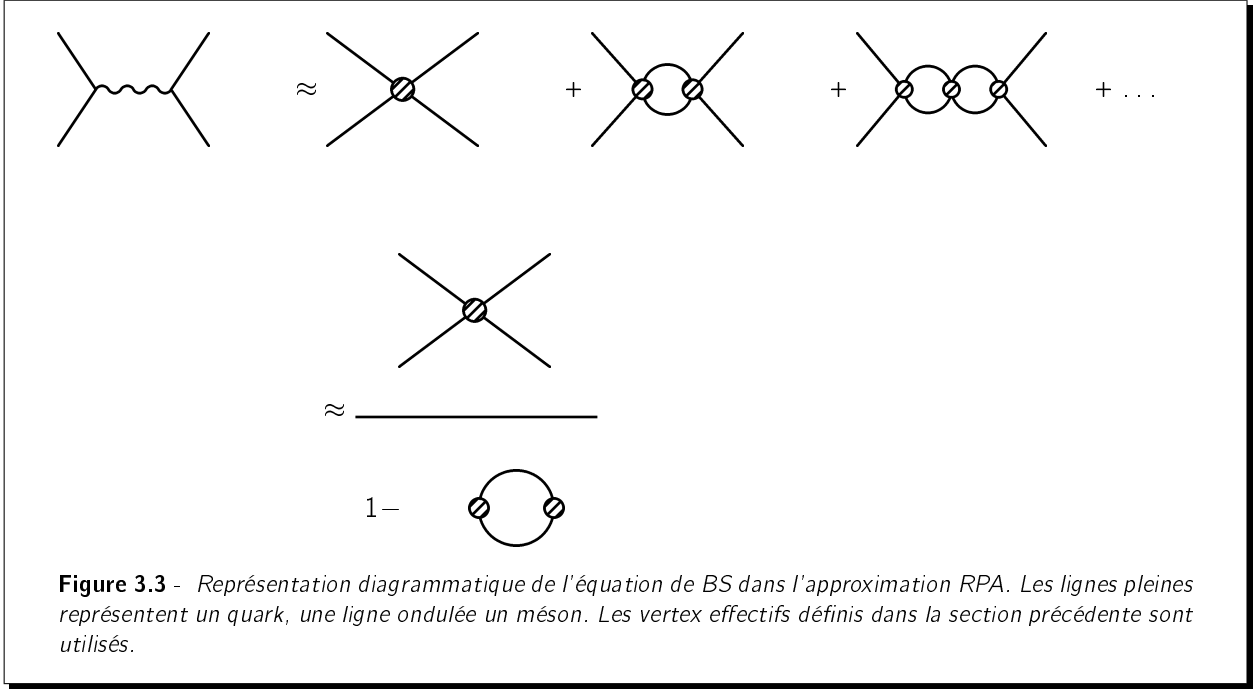 ≈ + + + . . .
≈
1−
Figure 3.3 - Représentation diagrammatique de l'équation de BS dans l'approximation RPA. Les lignes pleines
représentent un quark, une ligne ondulée un méson. Les vertex effectifs définis dans la section précédente sont
utilisés.